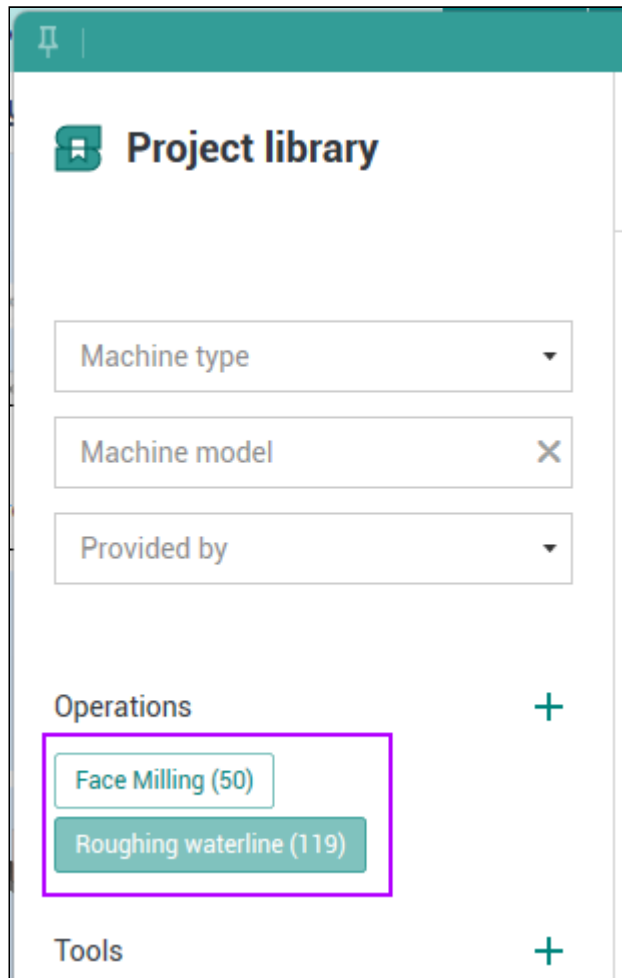 Project library
Machine type
Machine model
Provided by
Operations
Face Milling (50)
Roughing waterline (119)
Tools